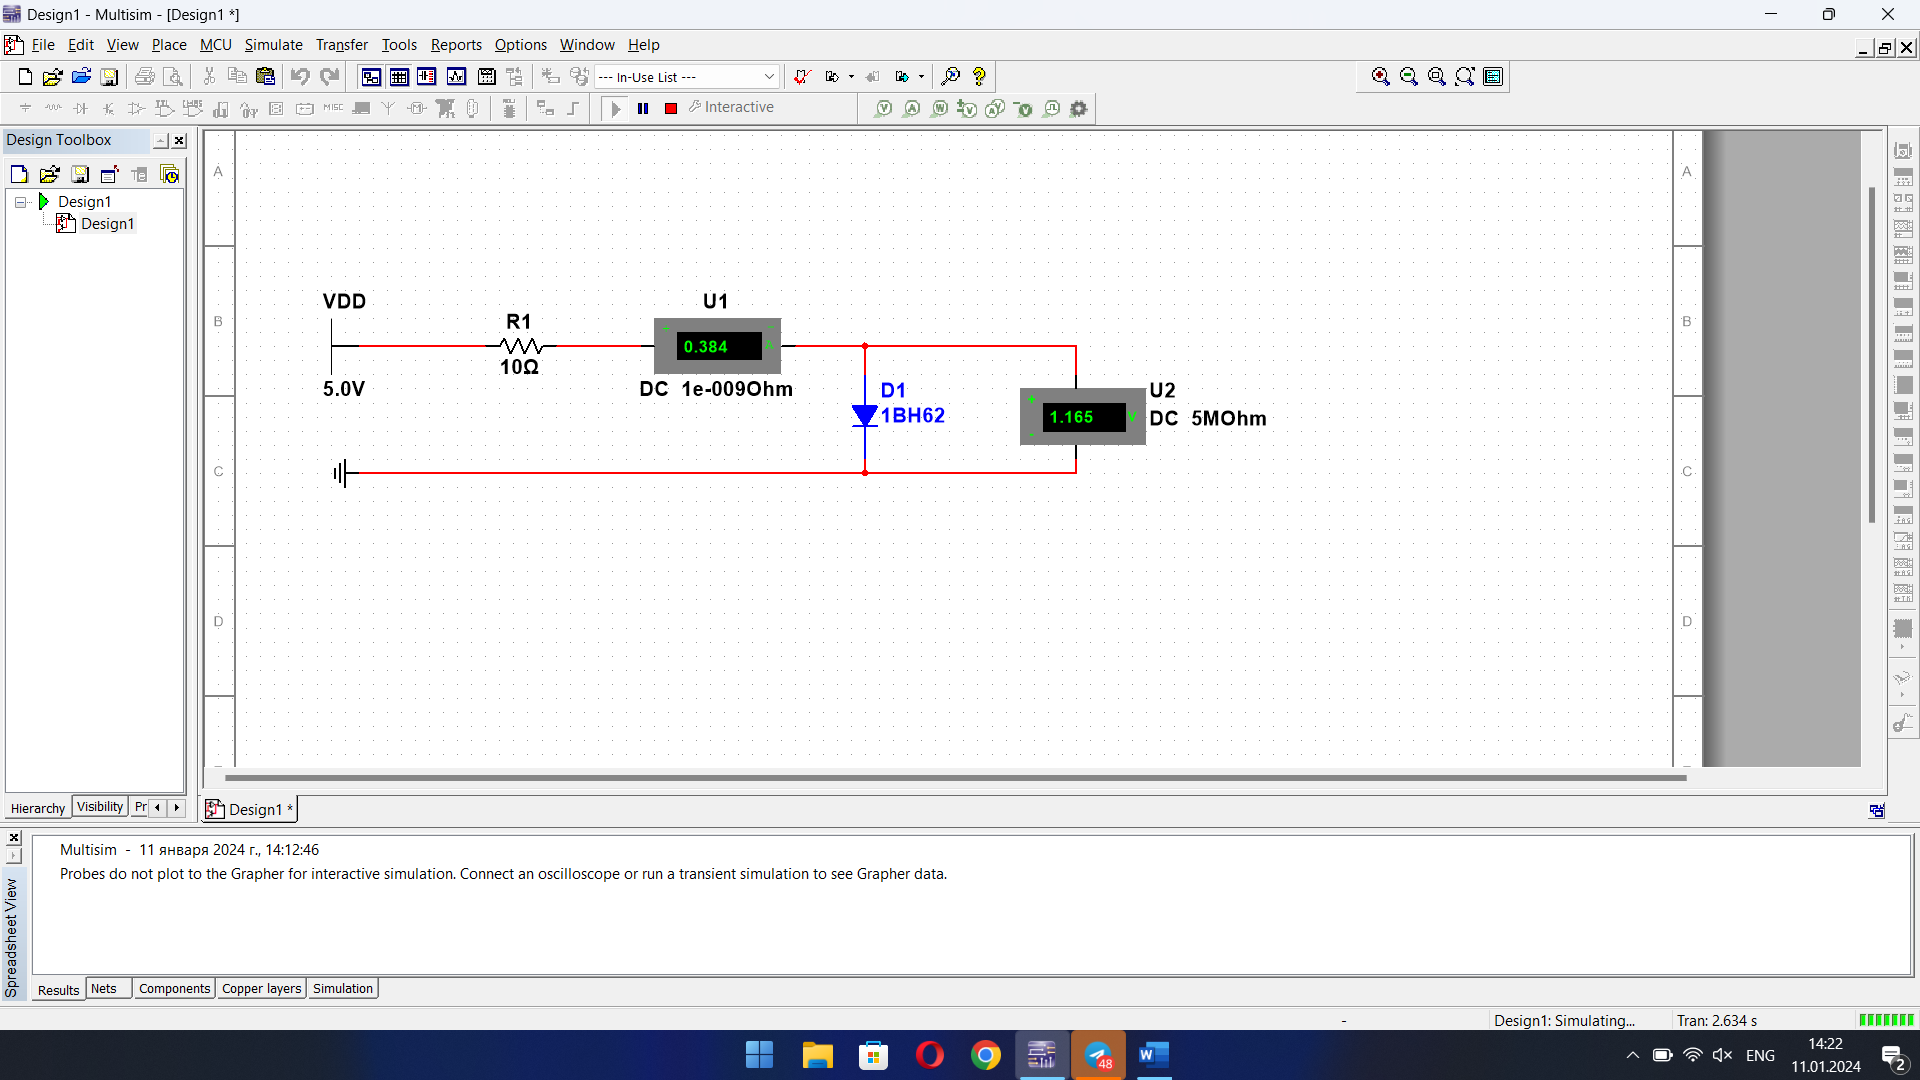 Design1 - Multisim - [Design1 *]
File Edit View Place MCU Simulate Transfer Tools Reports Options Window Help
--- In-Use List ---
MISC Interactive
Design Toolbox
Design1
Design1
A A
VDD U1
B R1 B
0.384
10Ω
5.0V DC 1e-009Ohm D1 U2
1BH62 1.165 V DC 5MOhm
C C
D D
Hierarchy Visibility Pr
Design1 *
Multisim - 11 января 2024 г., 14:12:46
Probes do not plot to the Grapher for interactive simulation. Connect an oscilloscope or run a transient simulation to see Grapher data.
Spreadsheet View
Results Nets Components Copper layers Simulation
- Design1: Simulating... Tran: 2.634 s
48 ENG 14:22
11.01.2024 2